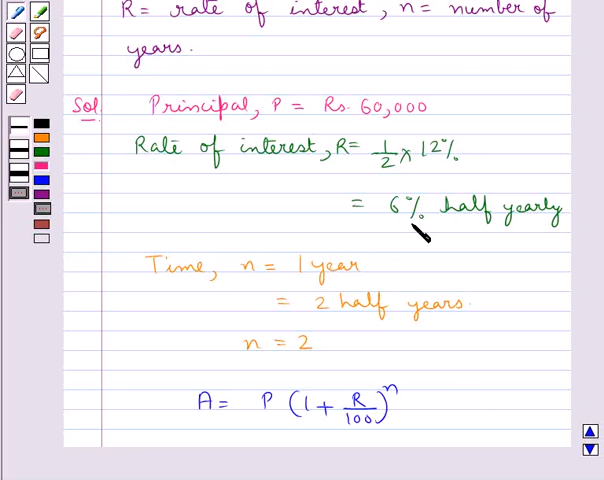 R= rate of interest, n= number of
years.
Sol. Principal, P = Rs. 60,000
Rate of interest, R= 1/2 × 12%
= 6% half yearly
Time, n= 1 year
= 2 half years.
n = 2
A= P (1 + R/100)^n